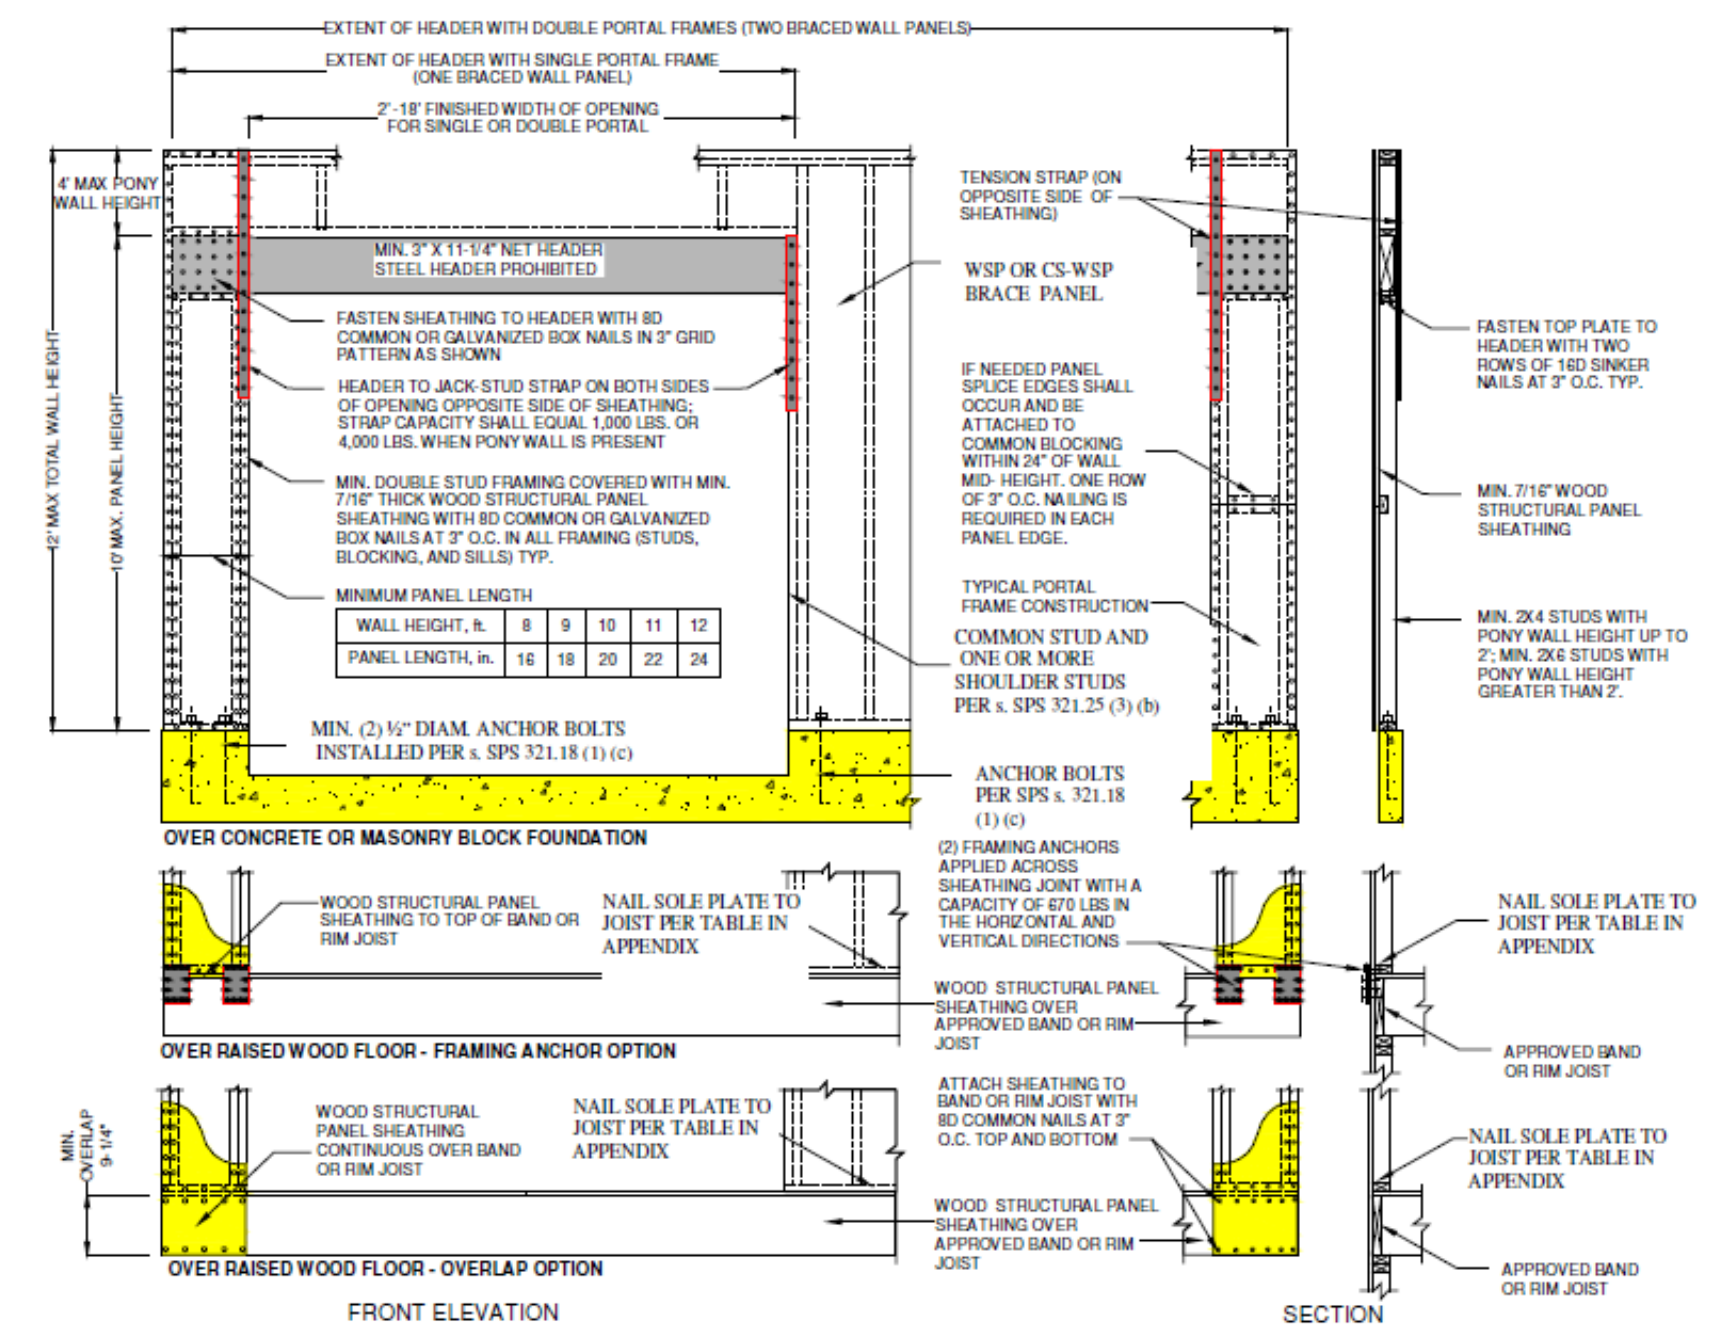 EXTENT OF HEADER WITH DOUBLE PORTAL FRAMES (TWO BRACED WALL PANELS)
EXTENT OF HEADER WITH SINGLE PORTAL FRAME
(ONE BRACED WALL PANEL)
2'-18' FINISHED WIDTH OF OPENING
FOR SINGLE OR DOUBLE PORTAL
4' MAX PONY
WALL HEIGHT
12' MAX TOTAL WALL HEIGHT
10' MAX. PANEL HEIGHT
MIN. 3" X 11-1/4" NET HEADER
STEEL HEADER PROHIBITED
FASTEN SHEATHING TO HEADER WITH 8D
COMMON OR GALVANIZED BOX NAILS IN 3" GRID
PATTERN AS SHOWN
HEADER TO JACK-STUD STRAP ON BOTH SIDES
OF OPENING OPPOSITE SIDE OF SHEATHING;
STRAP CAPACITY SHALL EQUAL 1,000 LBS. OR
4,000 LBS. WHEN PONY WALL IS PRESENT
MIN. DOUBLE STUD FRAMING COVERED WITH MIN.
7/16" THICK WOOD STRUCTURAL PANEL
SHEATHING WITH 8D COMMON OR GALVANIZED
BOX NAILS AT 3" O.C. IN ALL FRAMING (STUDS,
BLOCKING, AND SILLS) TYP.
MINIMUM PANEL LENGTH
WALL HEIGHT, ft. 8 9 10 11 12
PANEL LENGTH, in. 16 18 20 22 24
MIN. (2) ½" DIAM. ANCHOR BOLTS
INSTALLED PER s. SPS 321.18 (1) (c)
OVER CONCRETE OR MASONRY BLOCK FOUNDATION
TENSION STRAP (ON
OPPOSITE SIDE OF
SHEATHING)
WSP OR CS-WSP
BRACE PANEL
IF NEEDED PANEL
SPLICE EDGES SHALL
OCCUR AND BE
ATTACHED TO
COMMON BLOCKING
WITHIN 24" OF WALL
MID- HEIGHT. ONE ROW
OF 3" O.C. NAILING IS
REQUIRED IN EACH
PANEL EDGE.
TYPICAL PORTAL
FRAME CONSTRUCTION
COMMON STUD AND
ONE OR MORE
SHOULDER STUDS
PER s. SPS 321.25 (3) (b)
ANCHOR BOLTS
PER SPS s. 321.18
(1) (c)
FASTEN TOP PLATE TO
HEADER WITH TWO
ROWS OF 16D SINKER
NAILS AT 3" O.C. TYP.
MIN. 7/16" WOOD
STRUCTURAL PANEL
SHEATHING
MIN. 2X4 STUDS WITH
PONY WALL HEIGHT UP TO
2'; MIN. 2X6 STUDS WITH
PONY WALL HEIGHT
GREATER THAN 2'.
WOOD STRUCTURAL PANEL
SHEATHING TO TOP OF BAND OR
RIM JOIST
NAIL SOLE PLATE TO
JOIST PER TABLE IN
APPENDIX
(2) FRAMING ANCHORS
APPLIED ACROSS
SHEATHING JOINT WITH A
CAPACITY OF 670 LBS IN
THE HORIZONTAL AND
VERTICAL DIRECTIONS
WOOD STRUCTURAL PANEL
SHEATHING OVER
APPROVED BAND OR RIM
JOIST
NAIL SOLE PLATE TO
JOIST PER TABLE IN
APPENDIX
APPROVED BAND
OR RIM JOIST
OVER RAISED WOOD FLOOR - FRAMING ANCHOR OPTION
MIN.
OVERLAP
9-1/4"
WOOD STRUCTURAL
PANEL SHEATHING
CONTINUOUS OVER BAND
OR RIM JOIST
NAIL SOLE PLATE TO
JOIST PER TABLE IN
APPENDIX
ATTACH SHEATHING TO
BAND OR RIM JOIST WITH
8D COMMON NAILS AT 3"
O.C. TOP AND BOTTOM
WOOD STRUCTURAL PANEL
SHEATHING OVER
APPROVED BAND OR RIM
JOIST
NAIL SOLE PLATE TO
JOIST PER TABLE IN
APPENDIX
APPROVED BAND
OR RIM JOIST
OVER RAISED WOOD FLOOR - OVERLAP OPTION
FRONT ELEVATION
SECTION